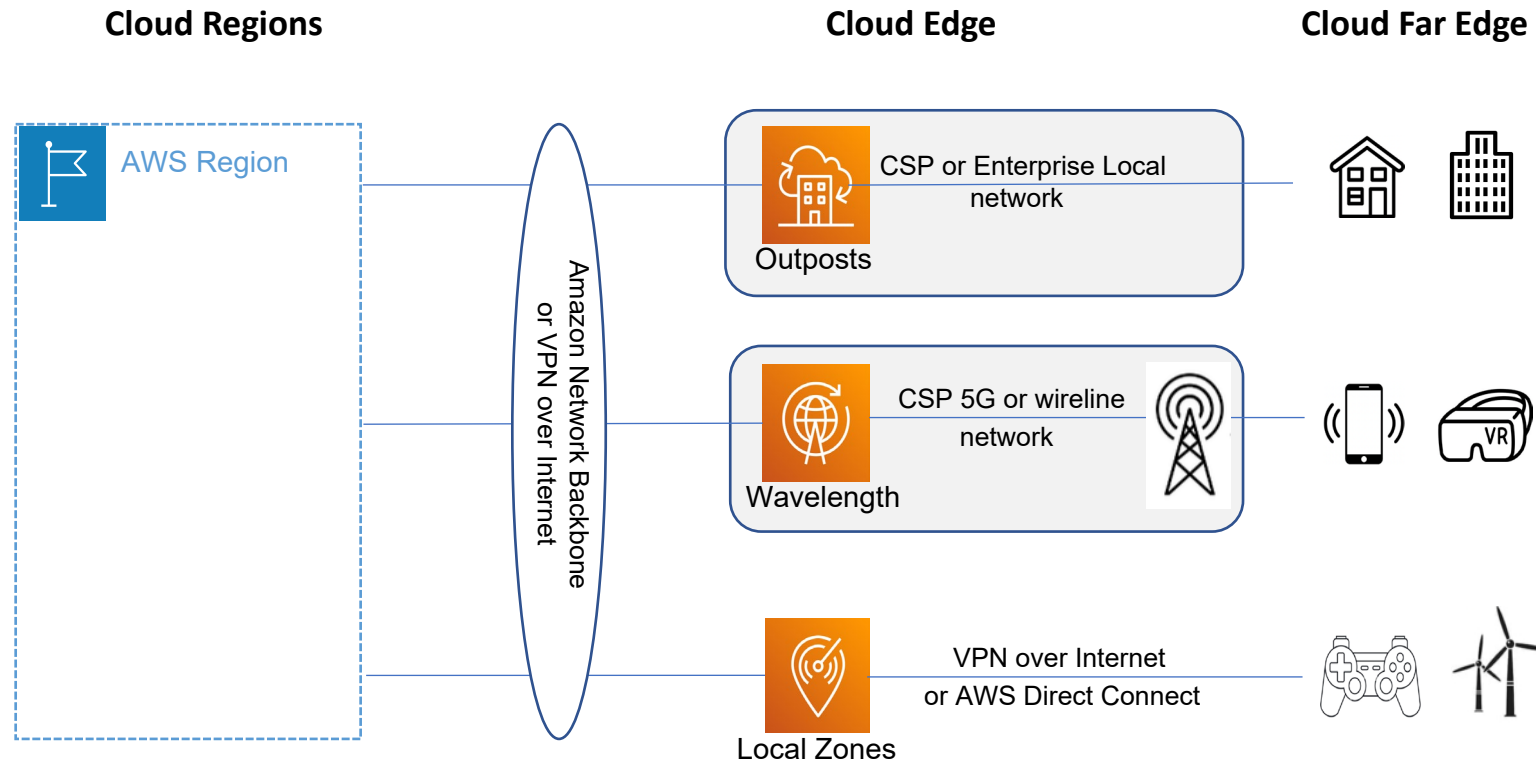 Cloud Regions
Cloud Edge
Cloud Far Edge
AWS Region
Amazon Network Backbone
or VPN over Internet
CSP or Enterprise Local
network
Outposts
CSP 5G or wireline
network
Wavelength
VR
VPN over Internet
or AWS Direct Connect
Local Zones